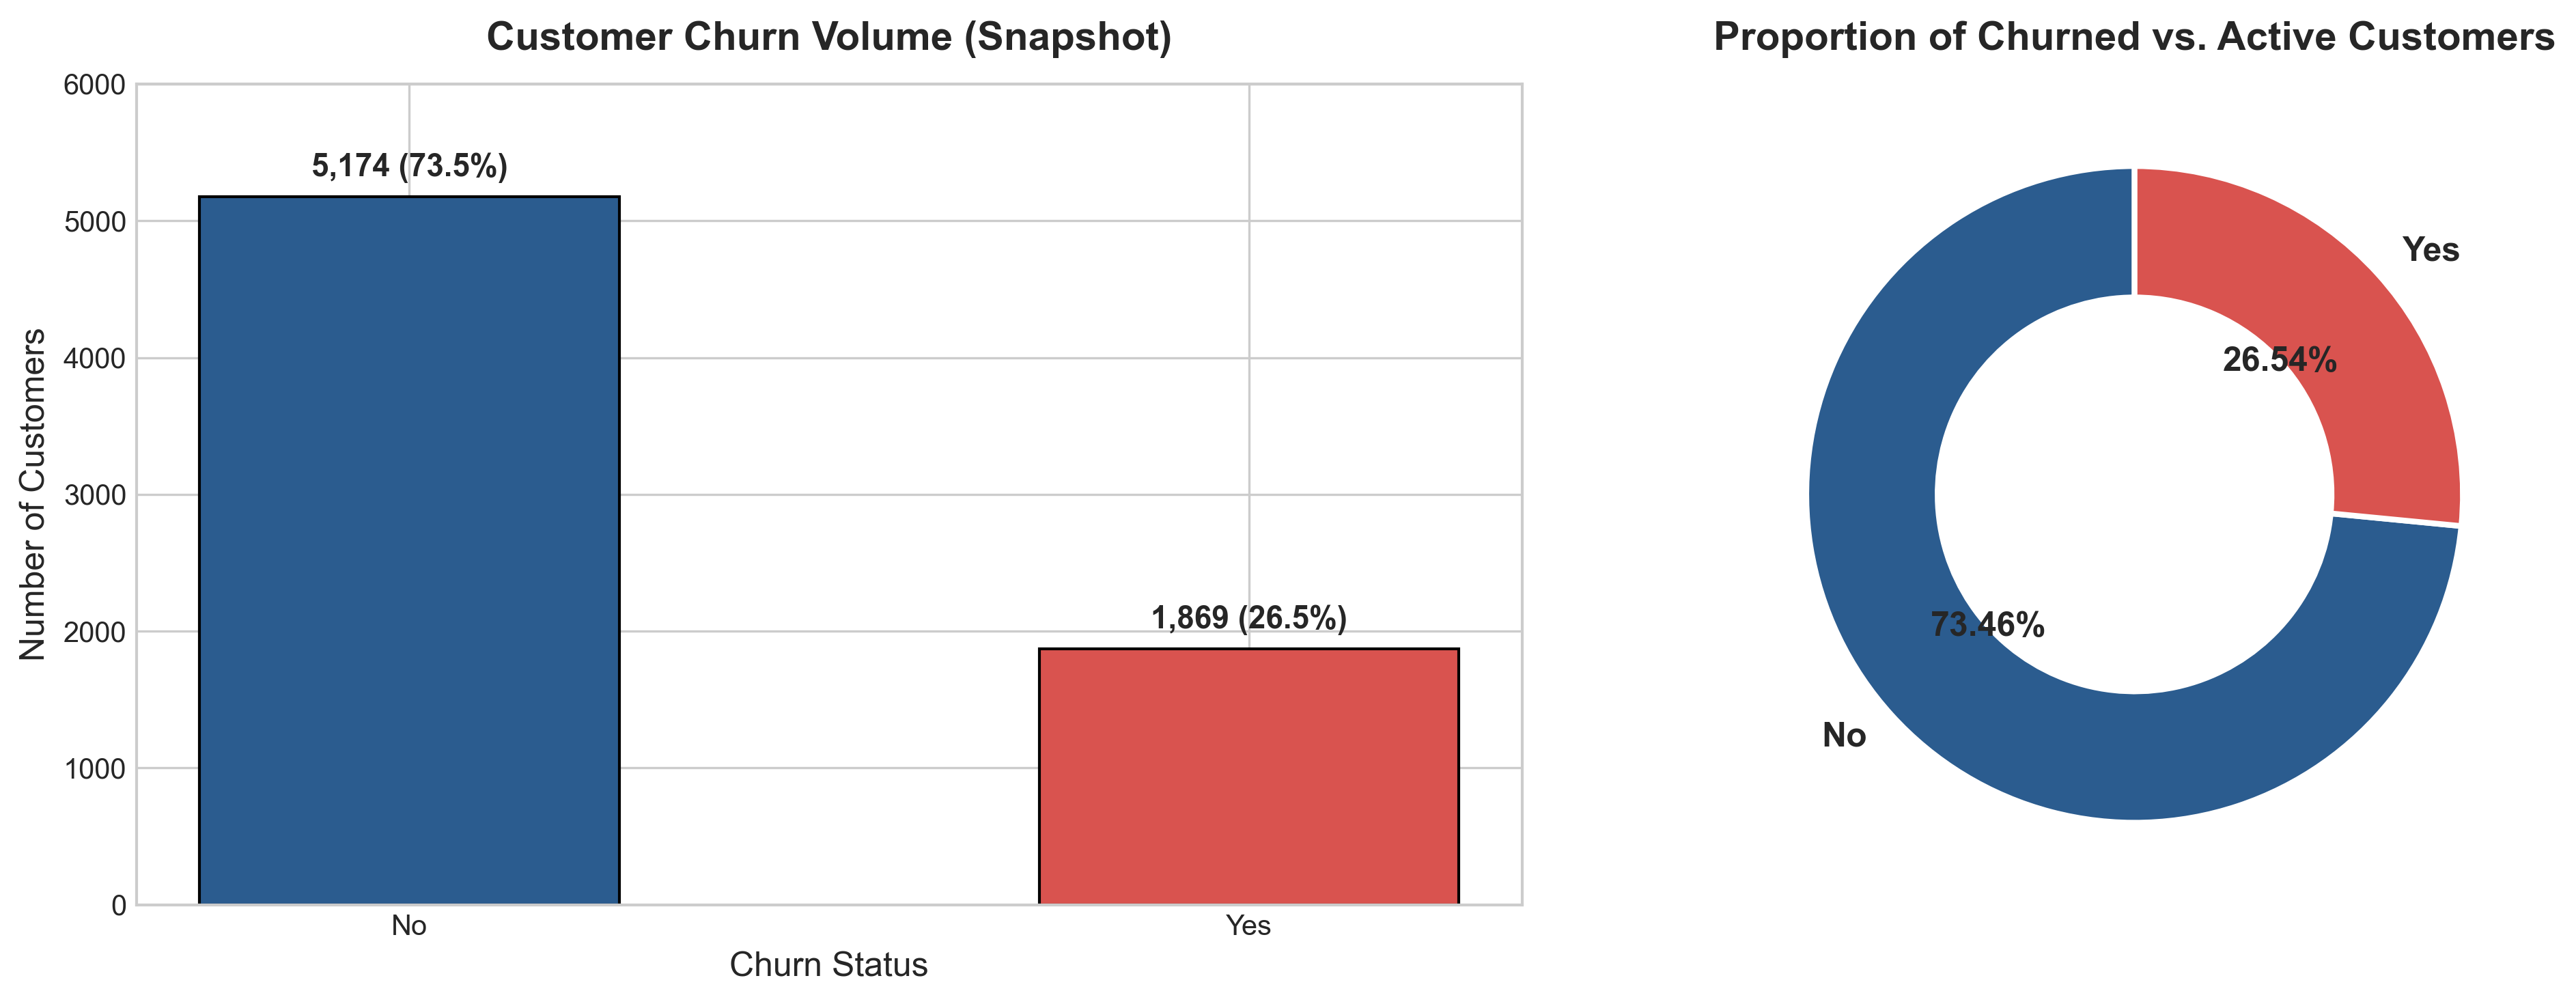 Customer Churn Volume (Snapshot)
Number of Customers
6000
5000
4000
3000
2000
1000
0
5,174 (73.5%)
1,869 (26.5%)
No
Yes
Churn Status
Proportion of Churned vs. Active Customers
Yes
26.54%
73.46%
No